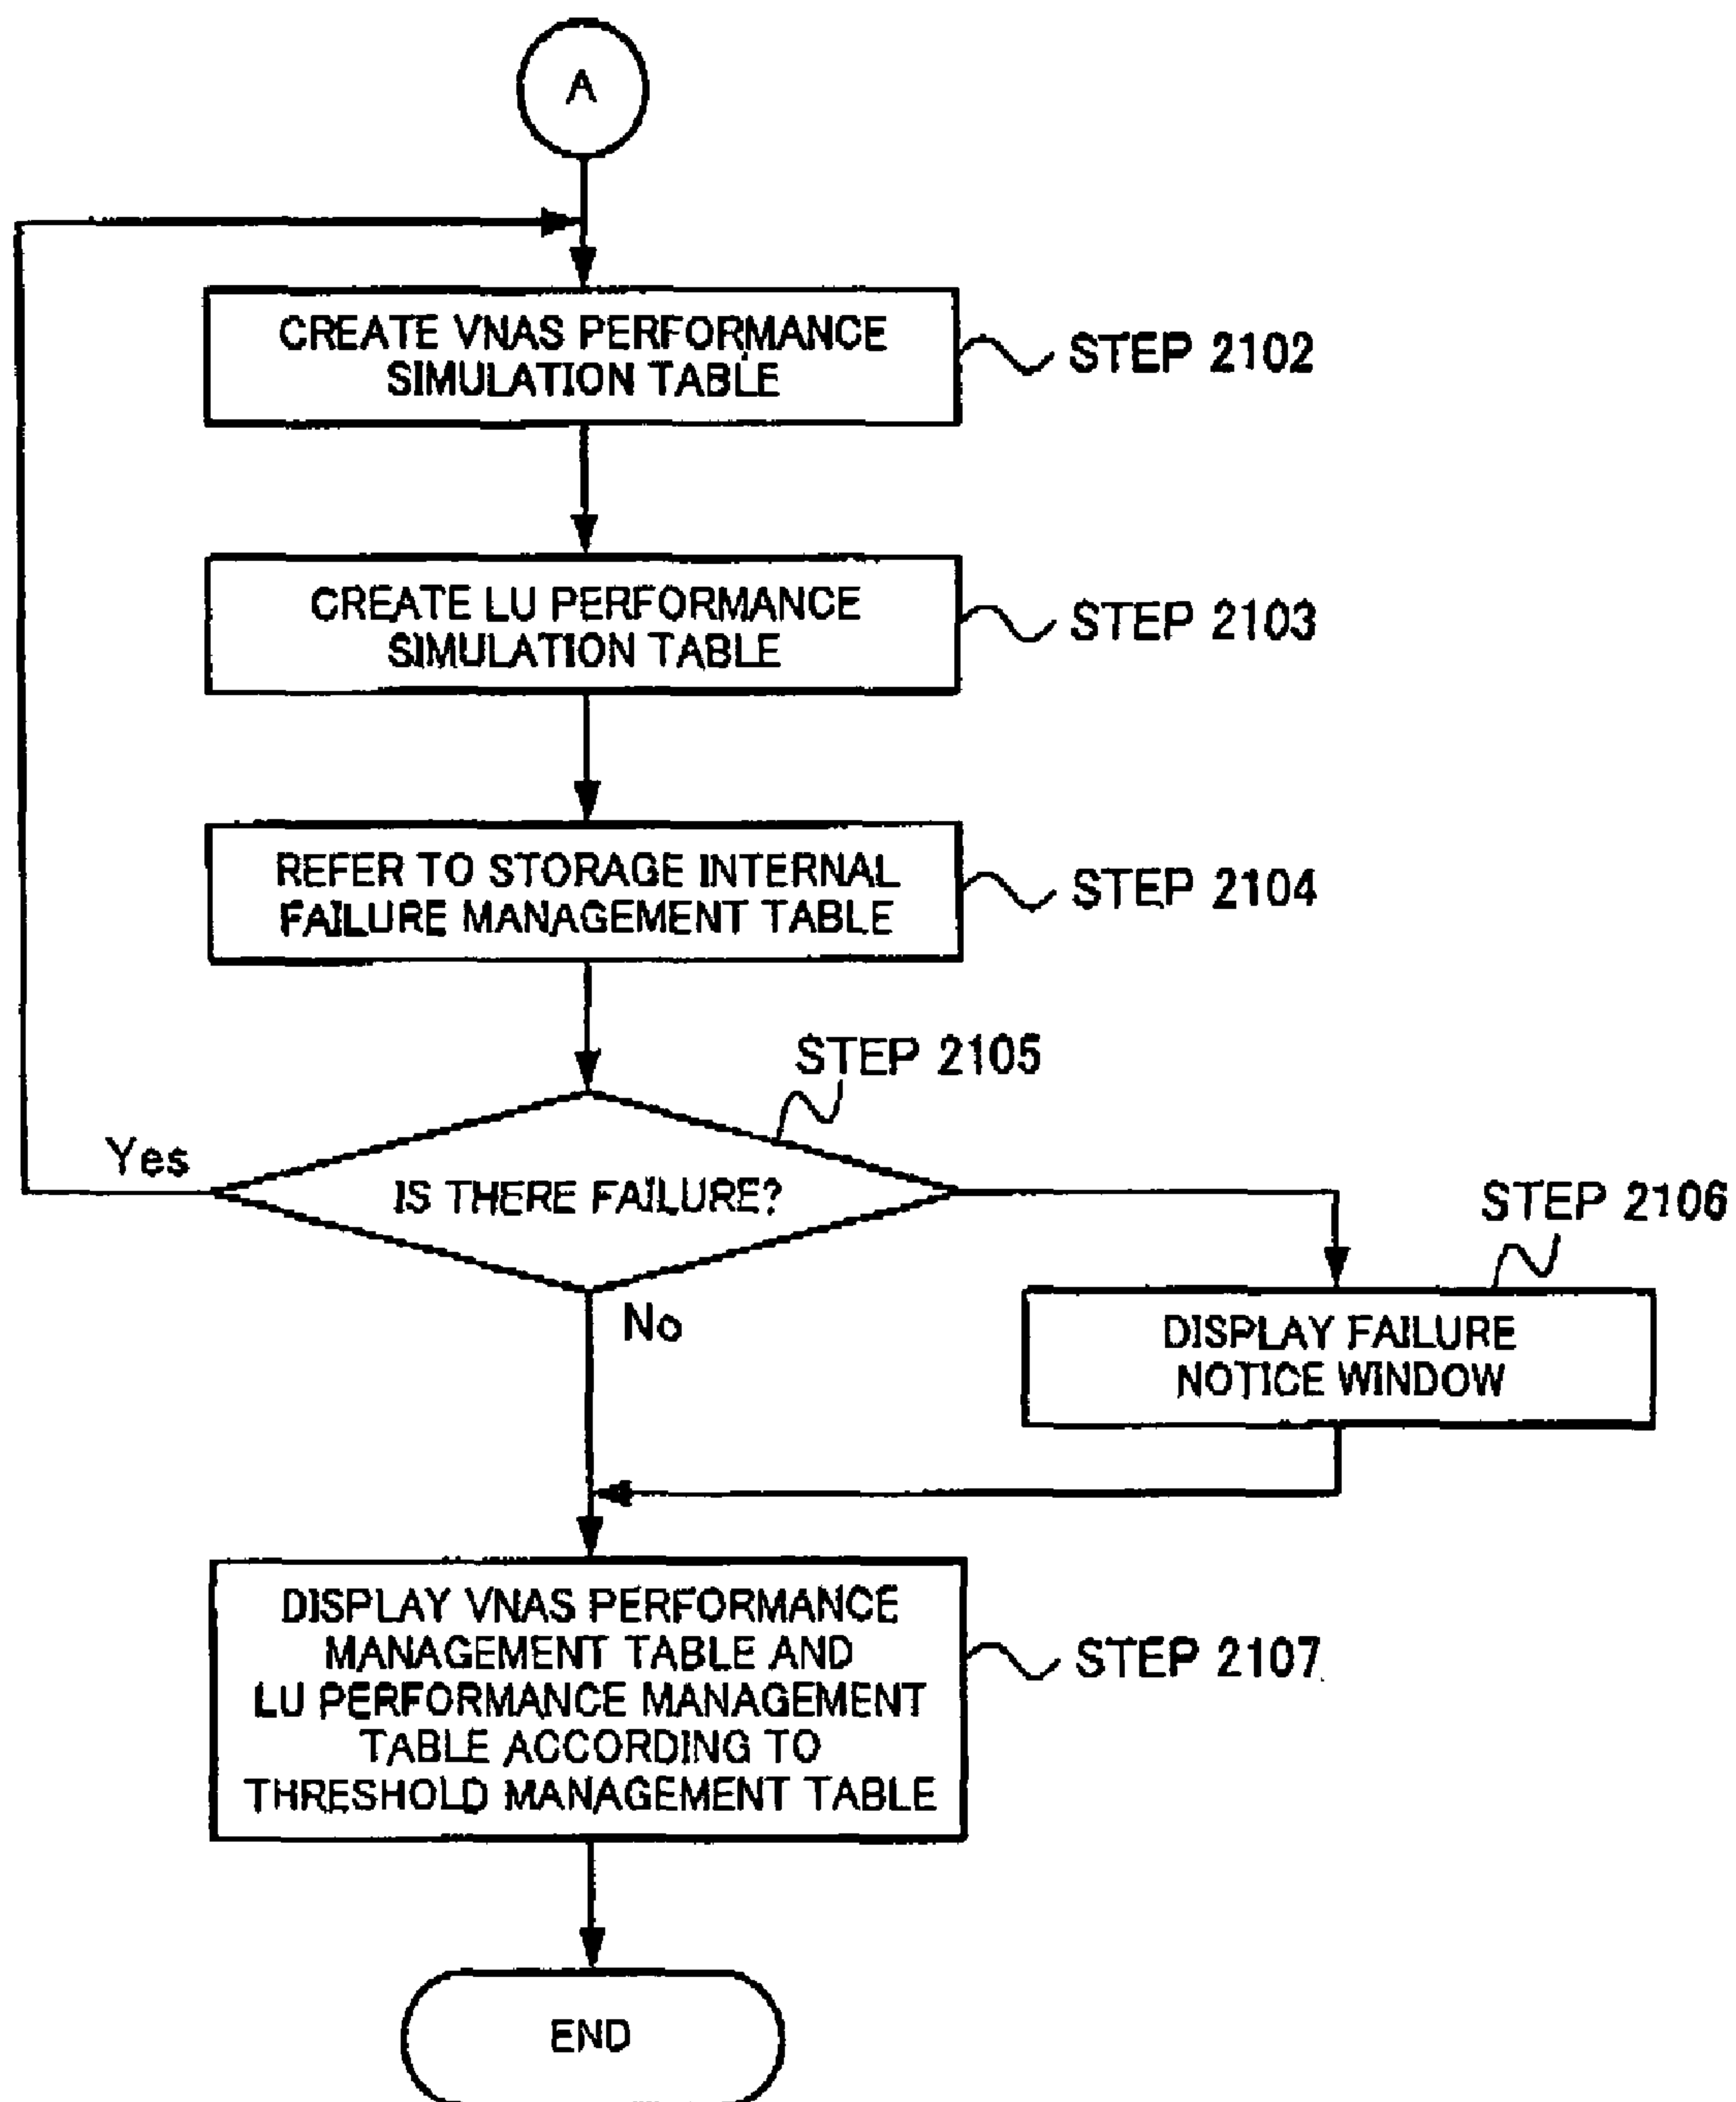 A
CREATE VNAS PERFORMANCE
SIMULATION TABLE
STEP 2102
CREATE LU PERFORMANCE
SIMULATION TABLE
STEP 2103
REFER TO STORAGE INTERNAL
FAILURE MANAGEMENT TABLE
STEP 2104
STEP 2105
Yes
IS THERE FAILURE?
No
STEP 2106
DISPLAY FAILURE
NOTICE WINDOW
DISPLAY VNAS PERFORMANCE
MANAGEMENT TABLE AND
LU PERFORMANCE MANAGEMENT
TABLE ACCORDING TO
THRESHOLD MANAGEMENT TABLE
STEP 2107
END